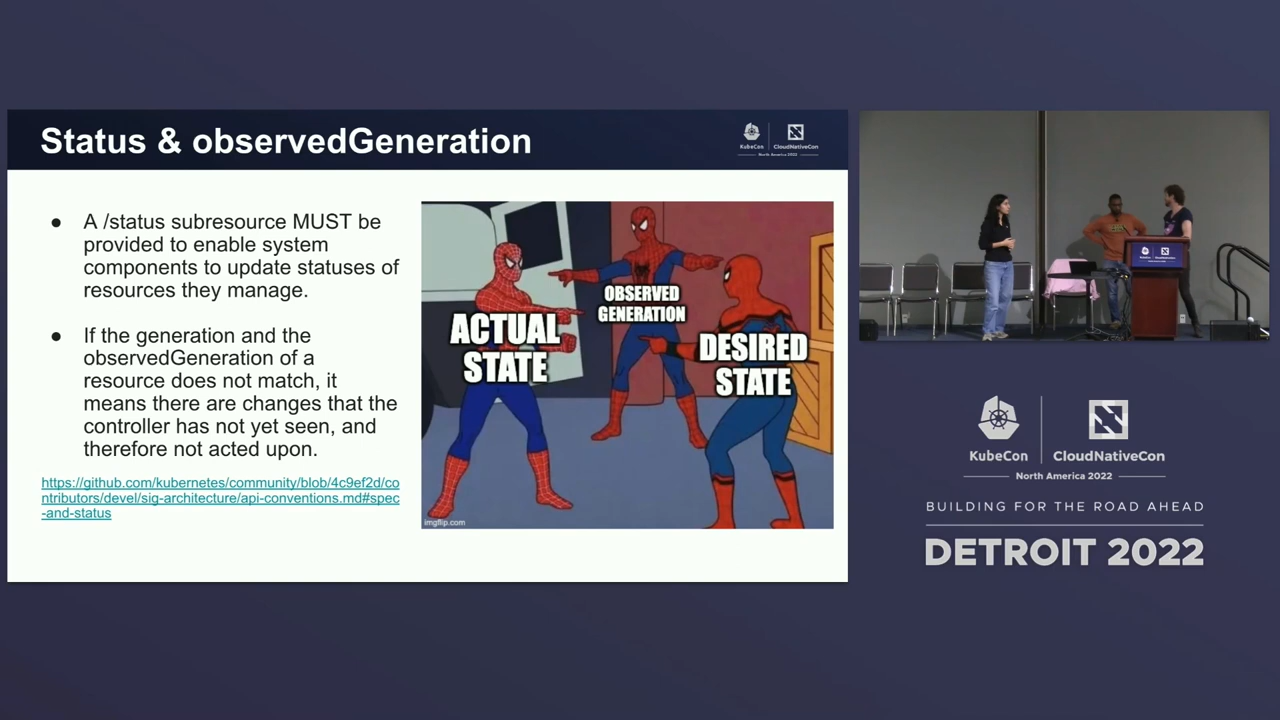 Status & observedGeneration
KubeCon
CloudNativeCon
North America 2022
● A /status subresource MUST be
provided to enable system
components to update statuses of
resources they manage.
● If the generation and the
observedGeneration of a
resource does not match, it
means there are changes that the
controller has not yet seen, and
therefore not acted upon.
https://github.com/kubernetes/community/blob/4c9ef2d/co
ntributors/devel/sig-architecture/api-conventions.md#spec
-and-status
ACTUAL
STATE
OBSERVED
GENERATION
DESIRED
STATE
imgflip.com
KubeCon
CloudNativeCon
North America 2022
BUILDING FOR THE ROAD AHEAD
DETROIT 2022